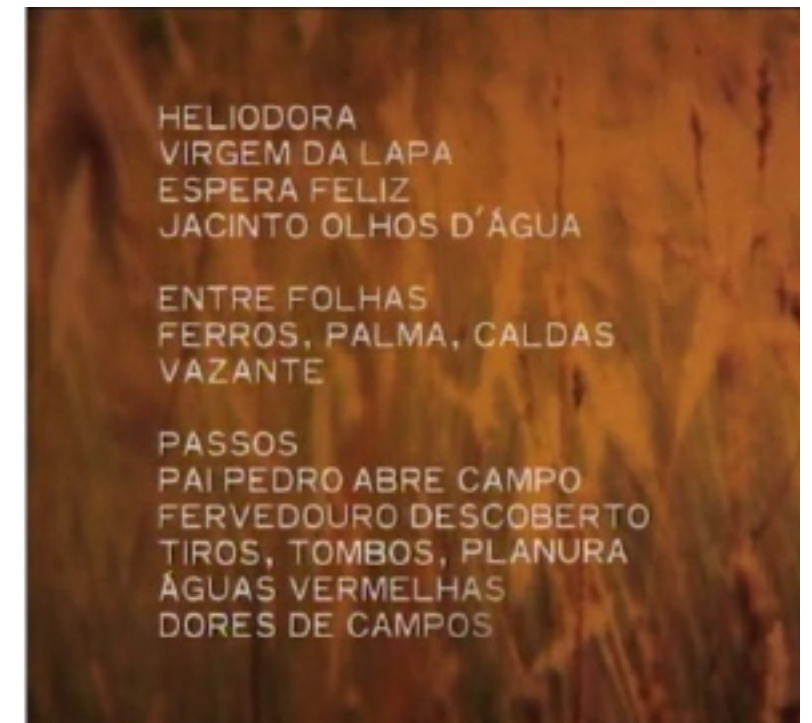 HELIODORA
VIRGEM DA LAPA
ESPERA FELIZ
JACINTO OLHOS D´ÁGUA
ENTRE FOLHAS
FERROS, PALMA, CALDAS
VAZANTE
PASSOS
PAI PEDRO ABRE CAMPO
FERVEDOURO DESCOBERTO
TIROS, TOMBOS, PLANURA
ÁGUAS VERMELHAS
DORES DE CAMPOS